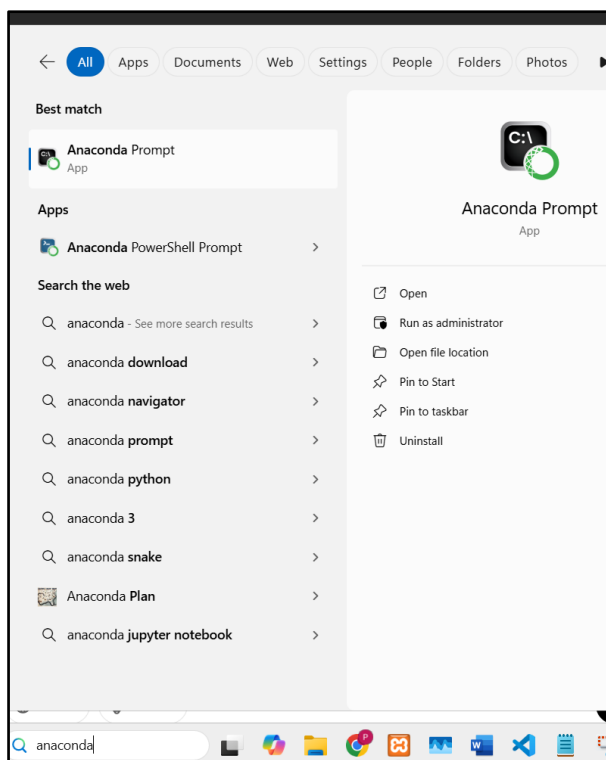 All Apps Documents Web Settings People Folders Photos
Best match
Anaconda Prompt
App
Apps
Anaconda PowerShell Prompt
Search the web
anaconda - See more search results
anaconda download
anaconda navigator
anaconda prompt
anaconda python
anaconda 3
anaconda snake
Anaconda Plan
anaconda jupyter notebook
C:\
Anaconda Prompt
App
Open
Run as administrator
Open file location
Pin to Start
Pin to taskbar
Uninstall
anaconda